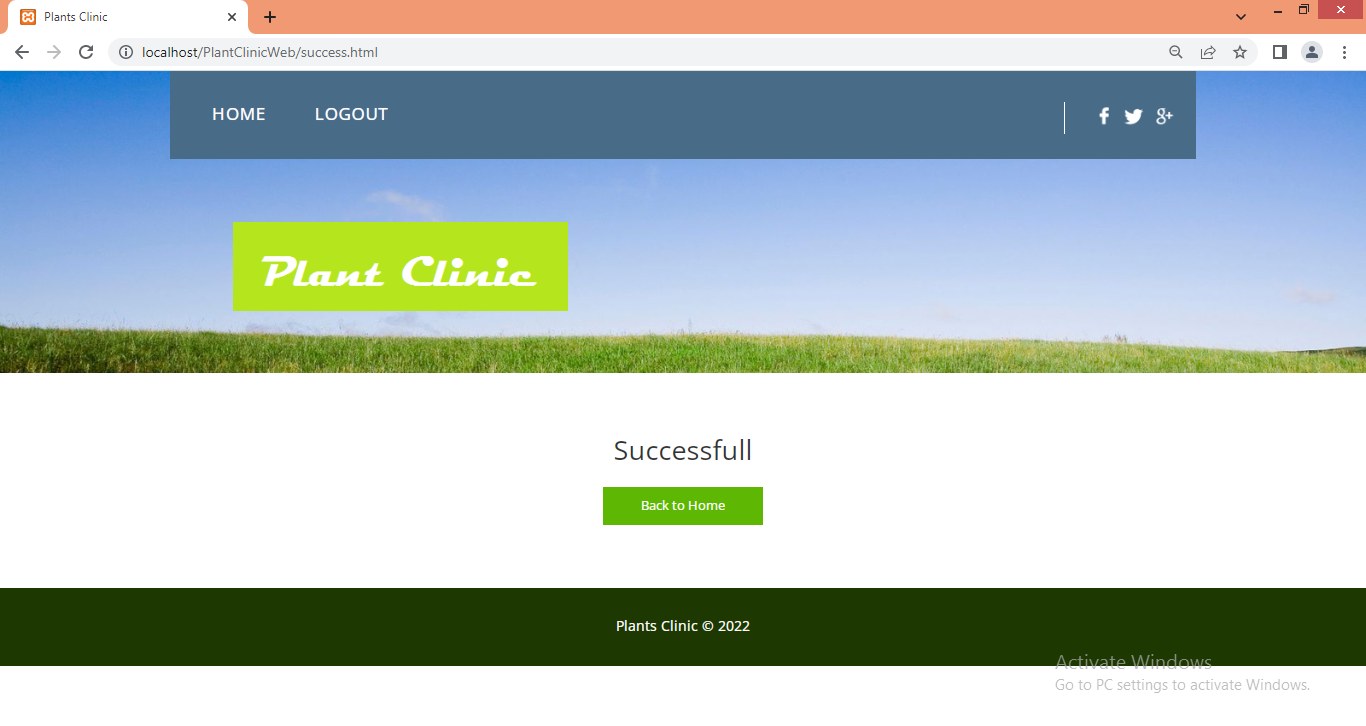 Plants Clinic
localhost/PlantClinicWeb/success.html
HOME LOGOUT
Plant Clinic
Successfull
Back to Home
Plants Clinic © 2022
Activate Windows
Go to PC settings to activate Windows.